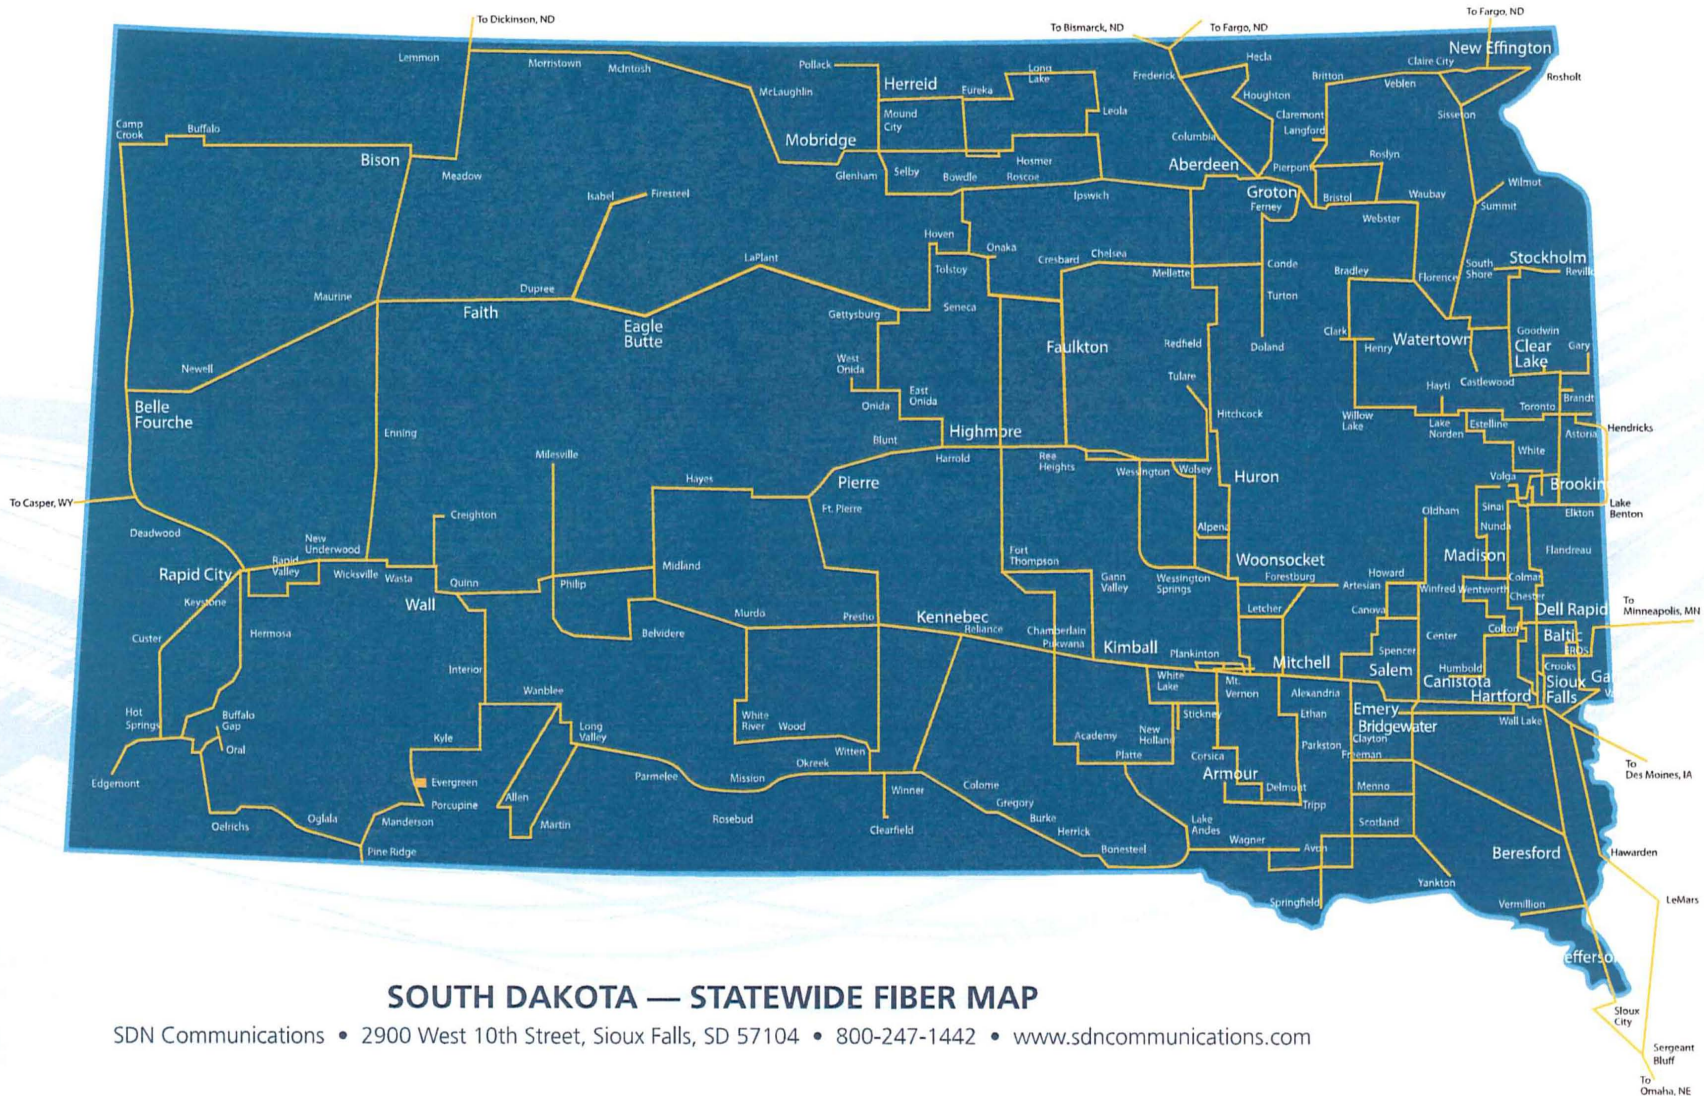 To Dickinson, ND
To Bismarck, ND
To Fargo, ND
To Fargo, ND
New Effington
Lemmon
Morristown
McIntosh
Pollack
Herreid
Eureka
Long
Lake
Frederick
Hecla
Britton
Claire City
Veblen
Rosholt
McLaughlin
Mound
City
Leola
Houghton
Claremont
Langford
Sisseton
Camp
Crook
Buffalo
Bison
Meadow
Mobridge
Glenham
Selby
Bowdle
Hosmer
Roscoe
Columbia
Aberdeen
Pierpont
Roslyn
Ipswich
Groton
Ferney
Bristol
Webster
Waubay
Wilmot
Summit
Isabel
Firesteel
Hoven
Tolstoy
Onaka
Cresbard
Chelsea
Mellette
Conde
Bradley
Florence
South
Shore
Stockholm
Revillo
LaPlant
Maurine
Dupree
Faith
Eagle
Butte
Gettysburg
Seneca
Turton
Faulkton
Redfield
Doland
Clark
Henry
Watertown
Goodwin
Clear
Lake
Gary
Newell
West
Onida
Onida
East
Onida
Tulare
Hayti
Castlewood
Brandt
Belle
Fourche
Toronto
Hitchcock
Willow
Lake
Lake
Norden
Estelline
Astoria
Hendricks
Enning
Blunt
Highmore
Harrold
Ree
Heights
Wessington
Wolsey
White
Milesville
Hayes
Pierre
Ft. Pierre
Huron
Volga
Brookin
To Casper, WY
Creighton
Oldham
Sinai
Elkton
Lake
Benton
Deadwood
Alpena
Nunda
New
Underwood
Rapid
Valley
Rapid City
Wicksville
Wasta
Quinn
Wall
Philip
Midland
Fort
Thompson
Gann
Valley
Wessington
Springs
Woonsocket
Forestburg
Artesian
Howard
Madison
Flandreau
Winfred
Wentworth
Colman
Chester
Keystone
Custer
Hermosa
Belvidere
Murdo
Presho
Kennebec
Reliance
Chamberlain
Pukwana
Kimball
Plankinton
Letcher
Mitchell
Canova
Spencer
Salem
Center
Colton
Dell Rapid
Baltic
EROS
To
Minneapolis, MN
Interior
Wanblee
White
Lake
Mt.
Vernon
Alexandria
Humbold
Canistota
Hartford
Crooks
Sioux
Falls
Ga
Va
Hot
Springs
Buffalo
Gap
Oral
Kyle
Long
Valley
White
River
Wood
Witten
Okreek
Academy
Platte
New
Holland
Stickney
Corsica
Ethan
Parkston
Emery
Bridgewater
Clayton
Freeman
Wall Lake
Edgemont
Evergreen
Porcupine
Allen
Martin
Parmelee
Mission
Rosebud
Winner
Colome
Gregory
Burke
Herrick
Armour
Delmont
Tripp
Menno
To
Des Moines, IA
Oelrichs
Oglala
Manderson
Pine Ridge
Clearfield
Bonesteel
Lake
Andes
Wagner
Avon
Scotland
Beresford
Hawarden
Springfield
Yankton
Vermillion
LeMars
efferso
SOUTH DAKOTA — STATEWIDE FIBER MAP
SDN Communications • 2900 West 10th Street, Sioux Falls, SD 57104 • 800-247-1442 • www.sdncommunications.com
Sioux
City
Sergeant
Bluff
To
Omaha, NE